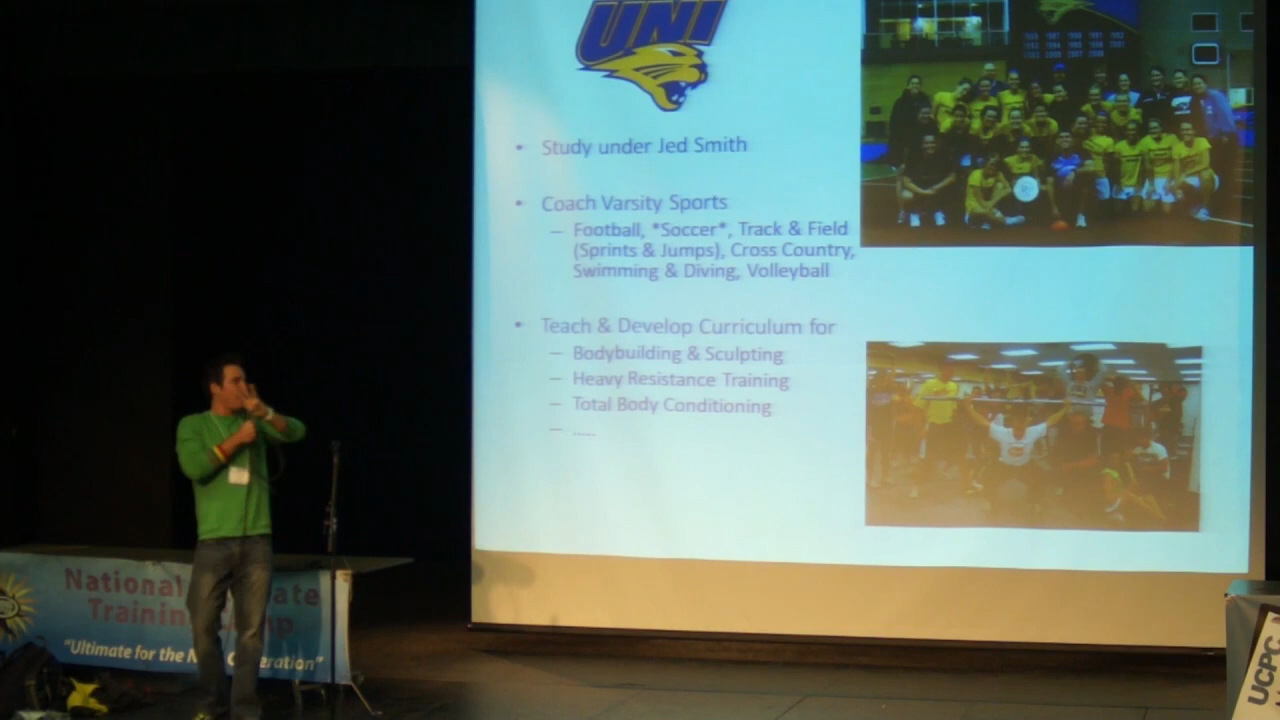 UNI
• Study under Jed Smith
• Coach Varsity Sports
– Football, *Soccer*, Track & Field
(Sprints & Jumps), Cross Country,
Swimming & Diving, Volleyball
• Teach & Develop Curriculum for
– Bodybuilding & Sculpting
– Heavy Resistance Training
– Total Body Conditioning
– .....
National
Training
"Ultimate for the
UCPC